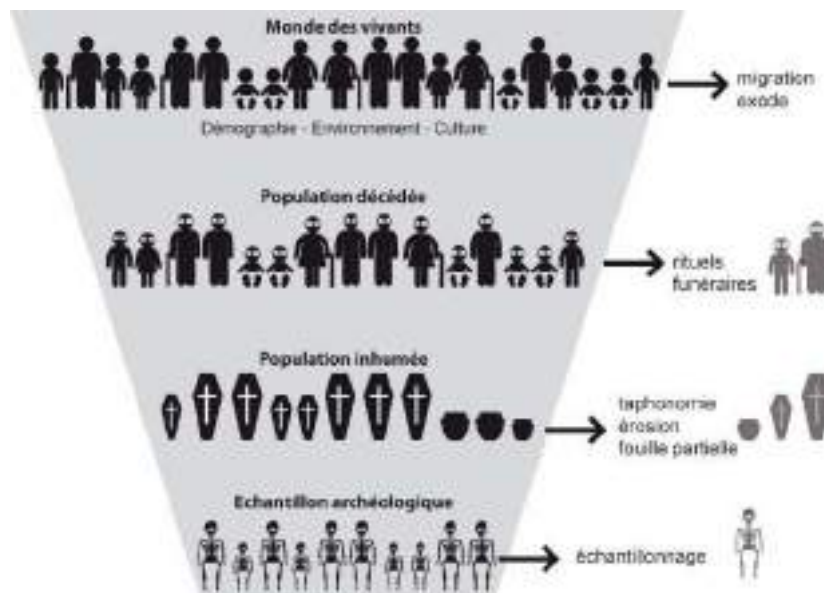 Monde des vivants
migration
exode
Démographie - Environnement - Culture
Population décédée
rituels
funéraires
Population inhumée
taphonomie
érosion
fouille partielle
Echantillon archéologique
échantillonnage